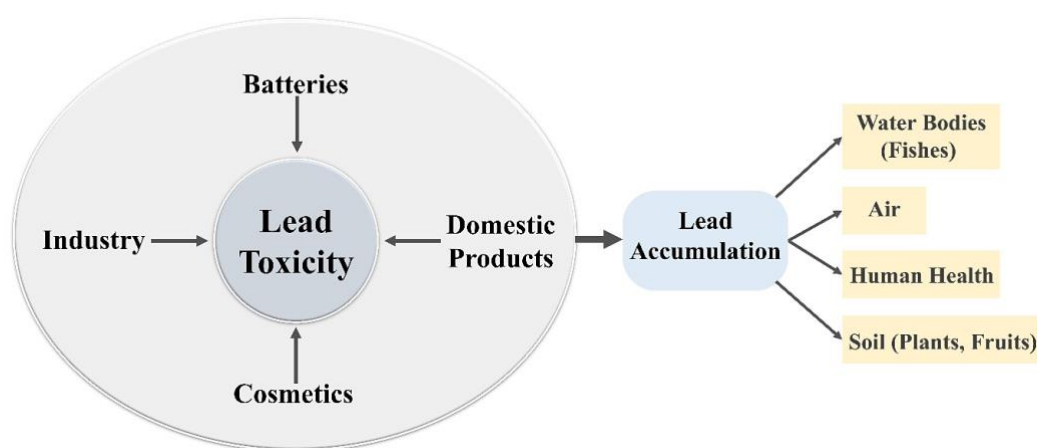 Batteries
Industry
Lead
Toxicity
Domestic
Products
Cosmetics
Lead
Accumulation
Water Bodies
(Fishes)
Air
Human Health
Soil (Plants, Fruits)